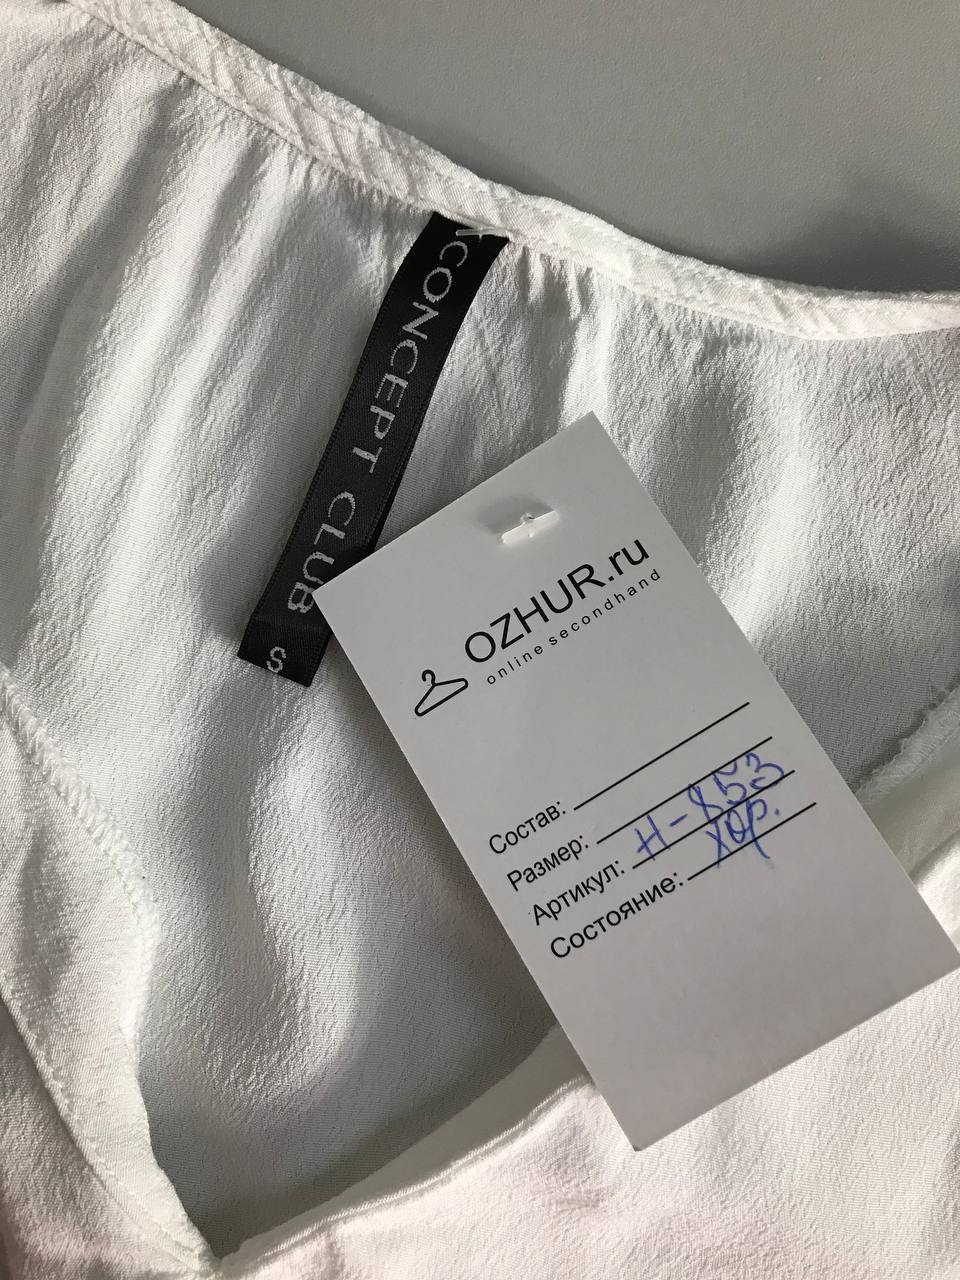 CONCEPT CLUB
S
OZHUR.ru
online secondhand
Состав:
Размер:
Артикул: Н-853
Состояние: хор.